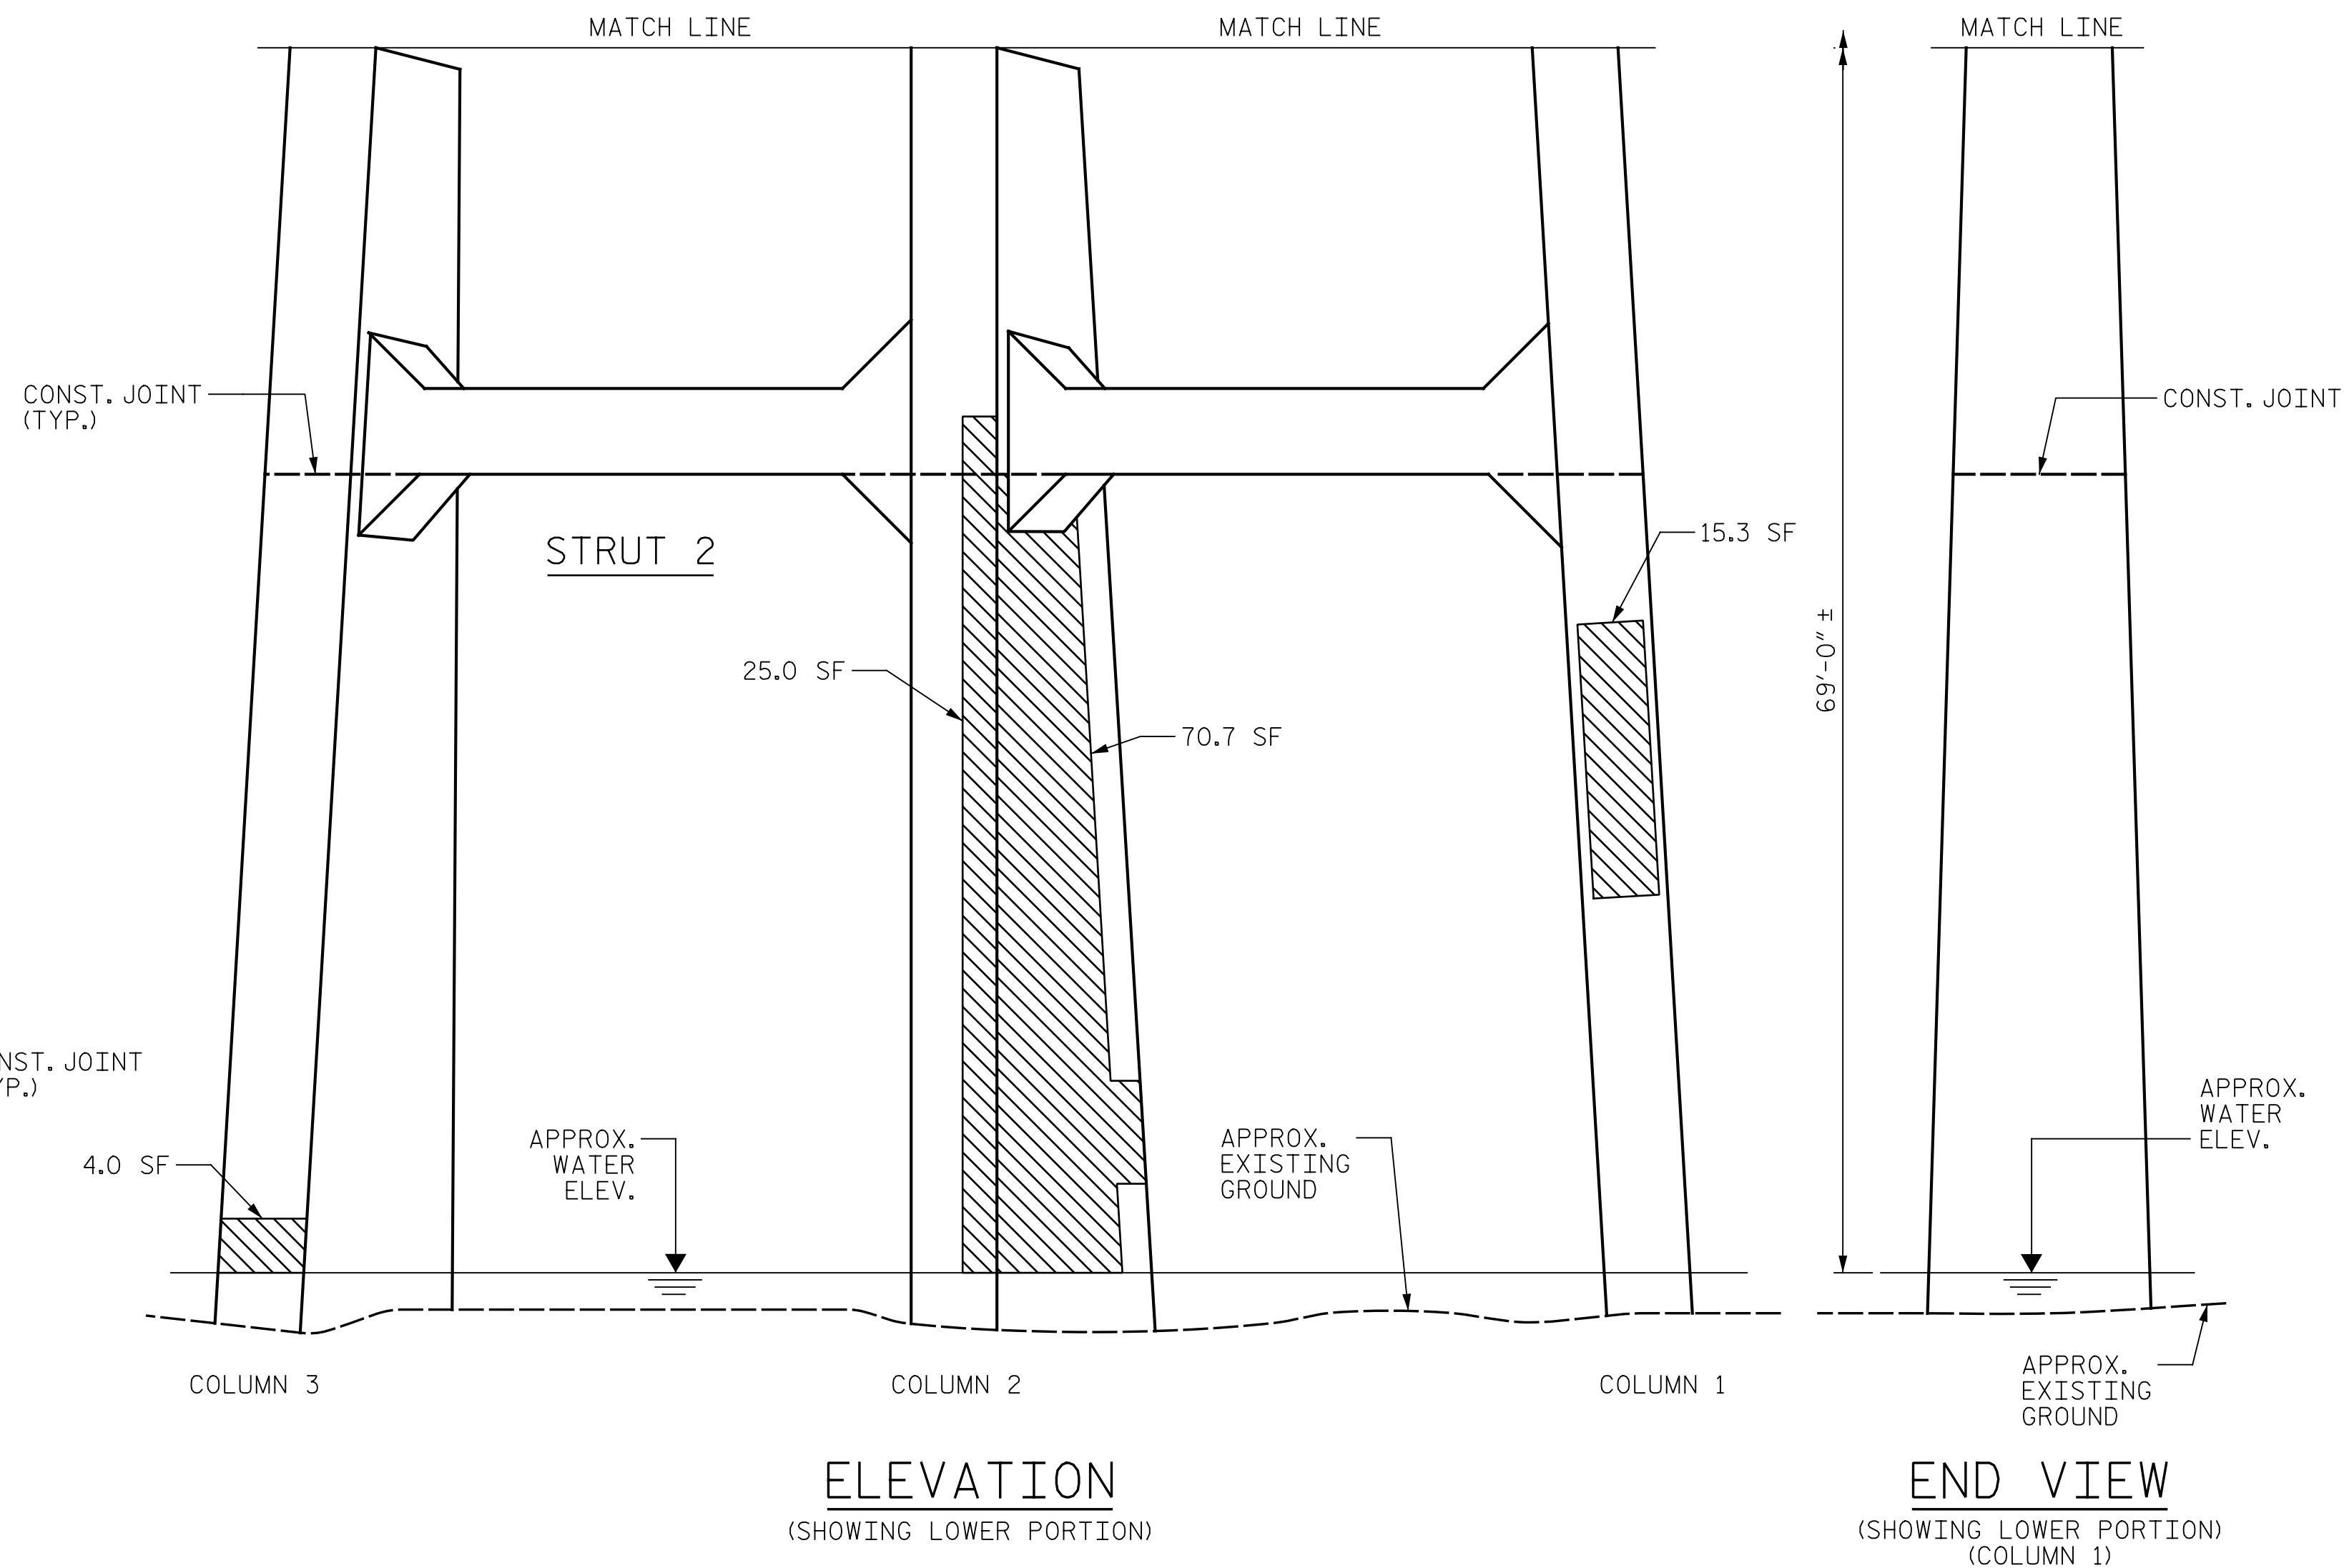 MATCH LINE
MATCH LINE
MATCH LINE
CONST. JOINT
(TYP.)
CONST. JOINT
STRUT 2
15.3 SF
69'-0" ±
25.0 SF
70.7 SF
NST. JOINT
YP.)
4.0 SF
APPROX.
WATER
ELEV.
APPROX.
EXISTING
GROUND
APPROX.
WATER
ELEV.
COLUMN 3
COLUMN 2
COLUMN 1
APPROX.
EXISTING
GROUND
ELEVATION
(SHOWING LOWER PORTION)
END VIEW
(SHOWING LOWER PORTION)
(COLUMN 1)